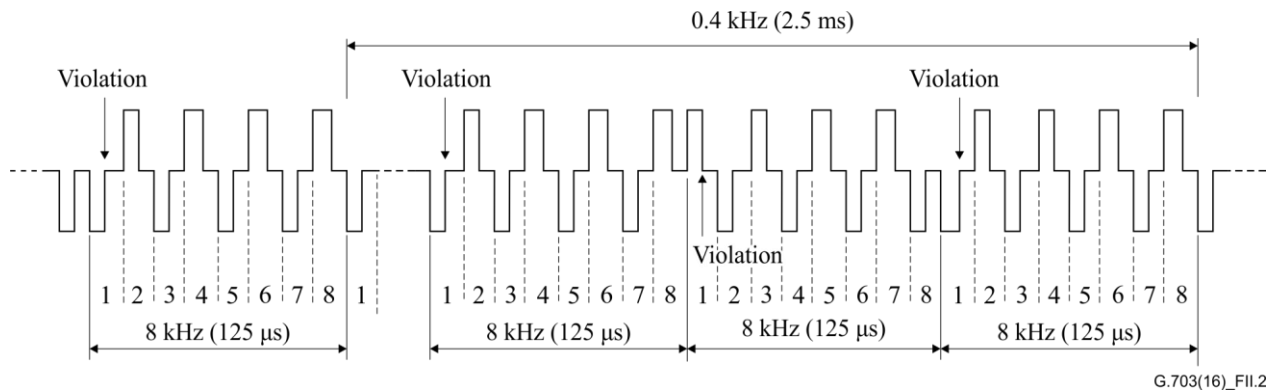 0.4 kHz (2.5 ms)
Violation
Violation
Violation
Violation
1 2 3 4 5 6 7 8 1 1 2 3 4 5 6 7 8 1 2 3 4 5 6 7 8 1 2 3 4 5 6 7 8
8 kHz (125 μs) 8 kHz (125 μs) 8 kHz (125 μs) 8 kHz (125 μs)
G.703(16)_FII.2